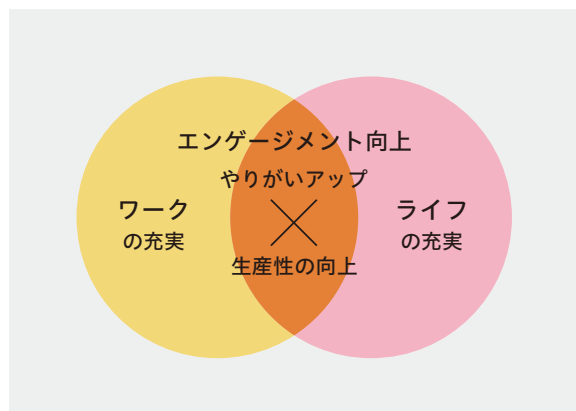 エンゲージメント向上
やりがいアップ
×
生産性の向上
ワーク
の充実
ライフ
の充実